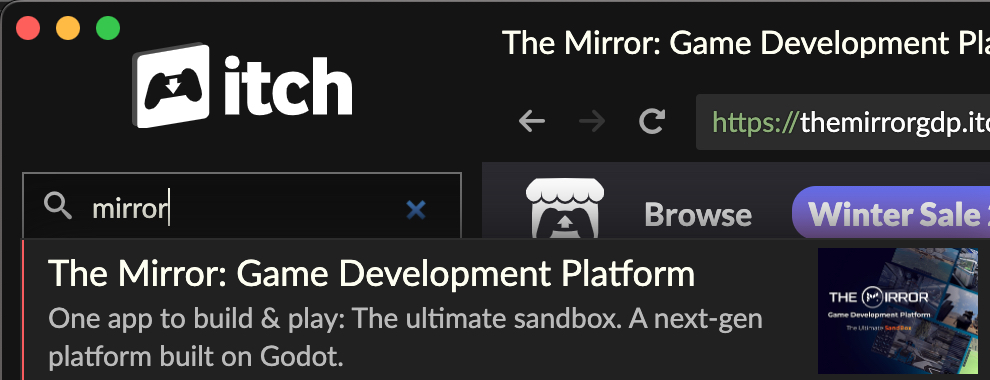 itch
The Mirror: Game Development Pla
https://themirrorgdp.itc
mirror
Browse
Winter Sale 2
The Mirror: Game Development Platform
One app to build & play: The ultimate sandbox. A next-gen
platform built on Godot.
THE MIRROR
Game Development Platform
The Ultimate SandBox